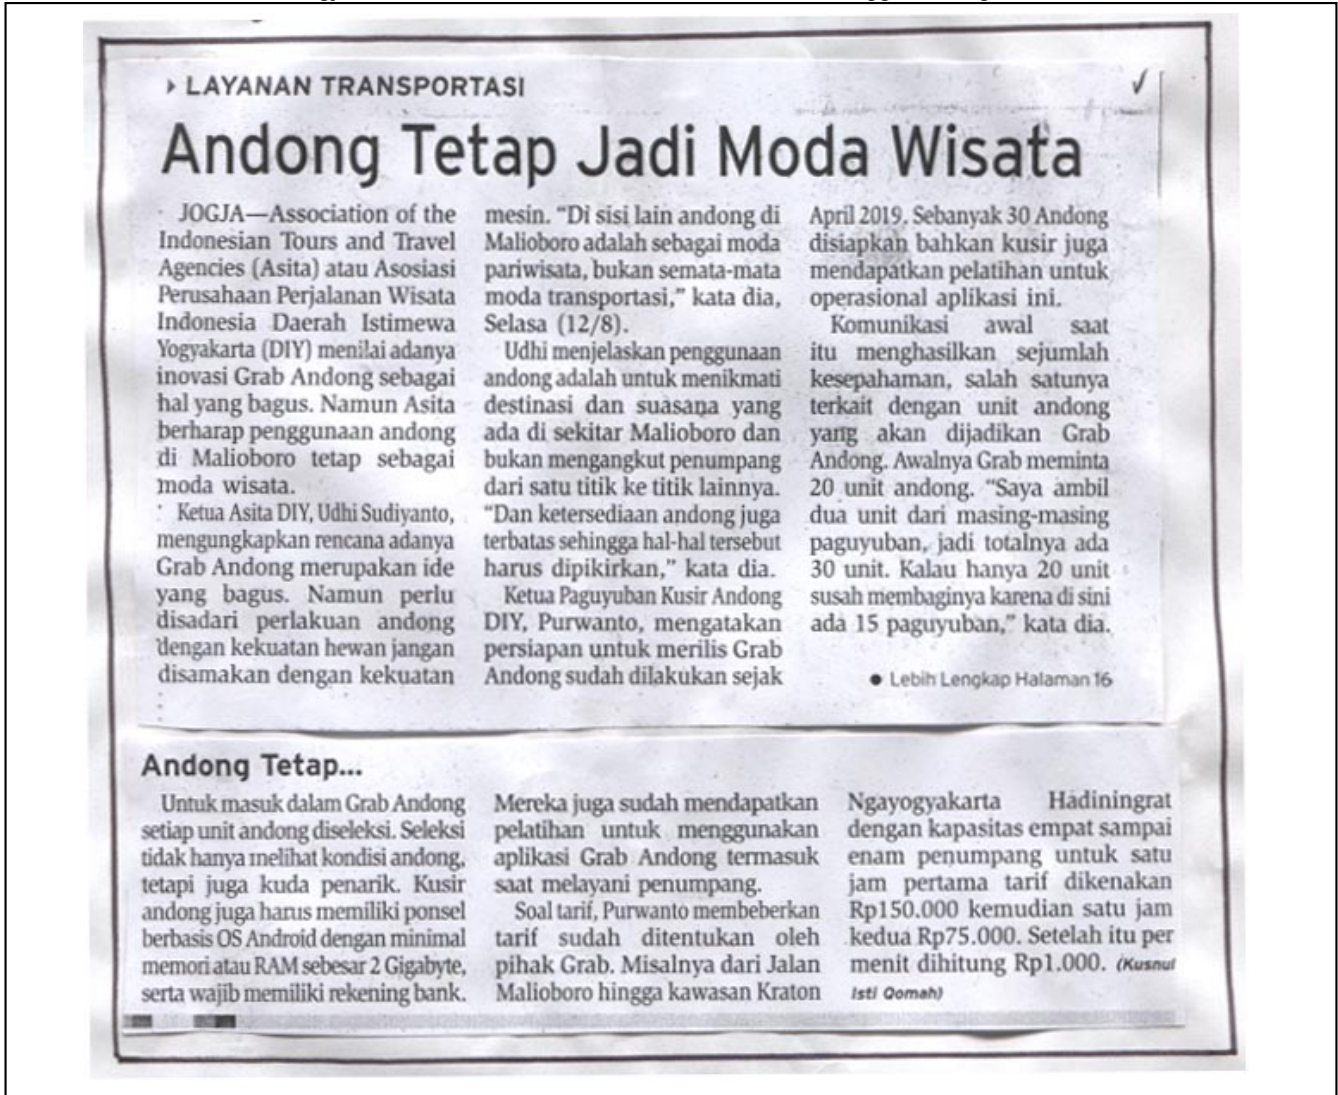 LAYANAN TRANSPORTASI
Andong Tetap Jadi Moda Wisata
JOGJA—Association of the
Indonesian Tours and Travel
Agencies (Asita) atau Asosiasi
Perusahaan Perjalanan Wisata
Indonesia Daerah Istimewa
Yogyakarta (DIY) menilai adanya
inovasi Grab Andong sebagai
hal yang bagus. Namun Asita
berharap penggunaan andong
di Malioboro tetap sebagai
moda wisata.
Ketua Asita DIY, Udhi Sudiyanto,
mengungkapkan rencana adanya
Grab Andong merupakan ide
yang bagus. Namun perlu
disadari perlakuan andong
dengan kekuatan hewan jangan
disamakan dengan kekuatan
mesin. “Di sisi lain andong di
Malioboro adalah sebagai moda
pariwisata, bukan semata-mata
moda transportasi,” kata dia,
Selasa (12/8).
Udhi menjelaskan penggunaan
andong adalah untuk menikmati
destinasi dan suasana yang
ada di sekitar Malioboro dan
bukan mengangkut penumpang
dari satu titik ke titik lainnya.
“Dan ketersediaan andong juga
terbatas sehingga hal-hal tersebut
harus dipikirkan,” kata dia.
Ketua Paguyuban Kusir Andong
DIY, Purwanto, mengatakan
persiapan untuk merilis Grab
Andong sudah dilakukan sejak
April 2019. Sebanyak 30 Andong
disiapkan bahkan kusir juga
mendapatkan pelatihan untuk
operasional aplikasi ini.
Komunikasi awal saat
itu menghasilkan sejumlah
kesepahaman, salah satunya
terkait dengan unit andong
yang akan dijadikan Grab
Andong. Awalnya Grab meminta
20 unit andong. “Saya ambil
dua unit dari masing-masing
paguyuban, jadi totalnya ada
30 unit. Kalau hanya 20 unit
susah membaginya karena di sini
ada 15 paguyuban,” kata dia.
● Lebih Lengkap Halaman 16
Andong Tetap...
Untuk masuk dalam Grab Andong
setiap unit andong diseleksi. Seleksi
tidak hanya melihat kondisi andong,
tetapi juga kuda penarik. Kusir
andong juga harus memiliki ponsel
berbasis OS Android dengan minimal
memori atau RAM sebesar 2 Gigabyte,
serta wajib memiliki rekening bank.
Mereka juga sudah mendapatkan
pelatihan untuk menggunakan
aplikasi Grab Andong termasuk
saat melayani penumpang.
Soal tarif, Purwanto membeberkan
tarif sudah ditentukan oleh
pihak Grab. Misalnya dari Jalan
Malioboro hingga kawasan Kraton
Ngayogyakarta Hadiningrat
dengan kapasitas empat sampai
enam penumpang untuk satu
jam pertama tarif dikenakan
Rp150.000 kemudian satu jam
kedua Rp75.000. Setelah itu per
menit dihitung Rp1.000. (Kusnul
Isti Qomah)